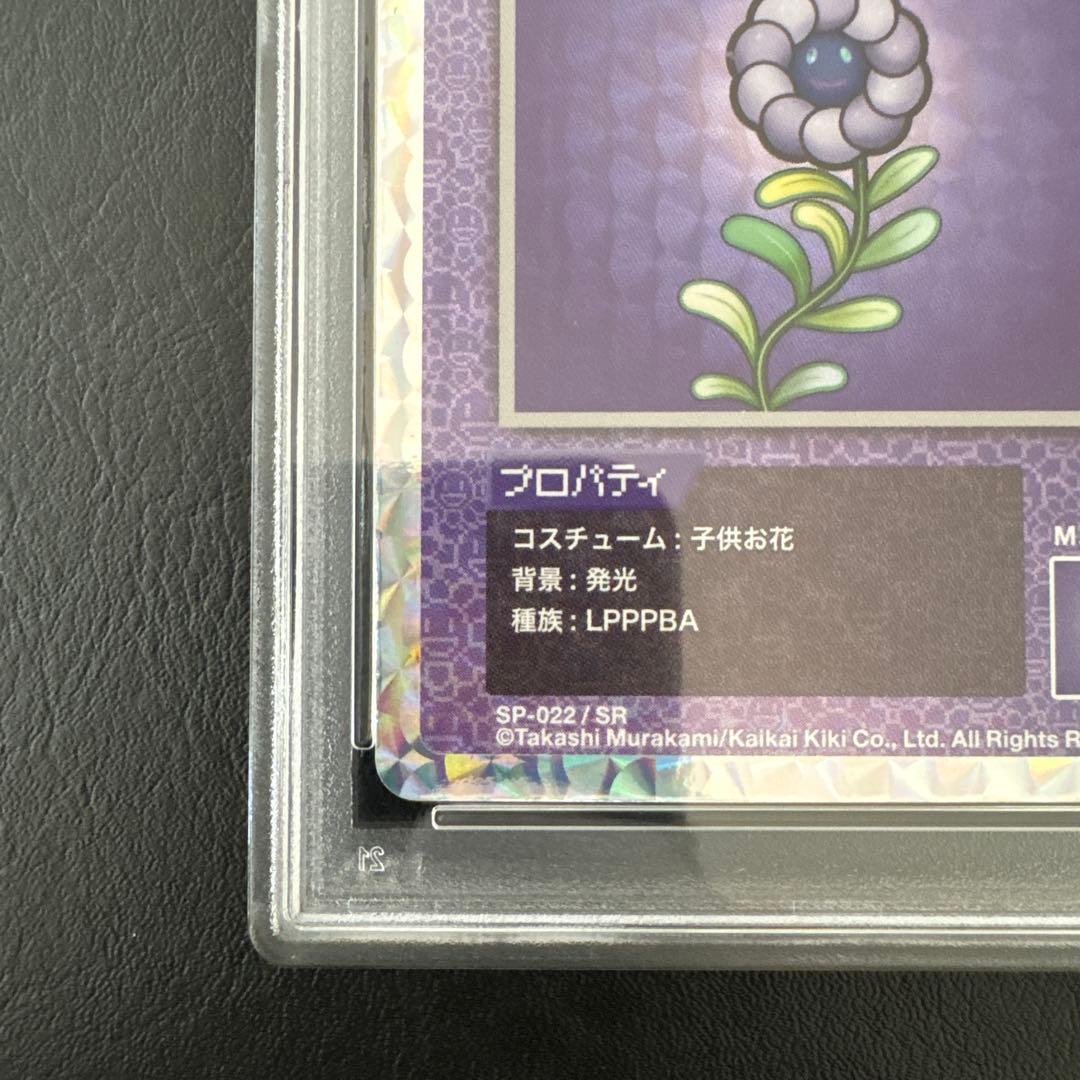 プロパティ
コスチューム : 子供お花
背景 : 発光
種族 : LPPPBA
SP-022 / SR
©Takashi Murakami/Kaikai Kiki Co., Ltd. All Rights R
M
21